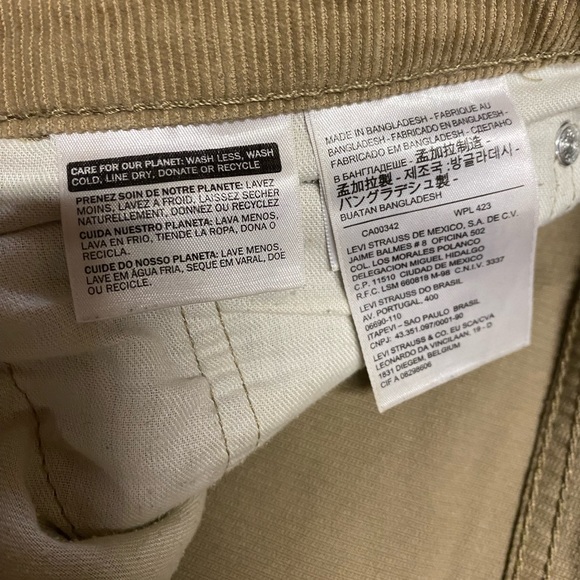 CARE FOR OUR PLANET: WASH LESS, WASH
COLD, LINE DRY, DONATE OR RECYCLE
PRENEZ SOIN DE NOTRE PLANETE: LAVEZ
MOINS, LAVEZ A FROID, LAISSEZ SECHER
NATURELLEMENT, DONNEZ OU RECYCLEZ
CUIDA NUESTRO PLANETA: LAVA MENOS,
LAVA EN FRIO, TIENDE LA ROPA, DONA O
RECICLA.
CUIDE DO NOSSO PLANETA: LAVE MENOS,
LAVE EM ÁGUA FRIA, SEQUE EM VARAL, DOE
OU RECICLE.
MADE IN BANGLADESH - FABRIQUE AU
BANGLADESH - FABRICADO EN BANGLADESH -
FABRICADO EM BANGLADESH - СДЕЛАНО
В БАНГЛАДЕШЕ - 孟加拉制造 -
孟加拉製 - 제조국 - 방글라데시 -
バングラデシュ製 -
BUATAN BANGLADESH
CA00342 WPL 423
LEVI STRAUSS DE MEXICO, S.A. DE C.V.
JAIME BALMES # 8 OFICINA 502
COL. LOS MORALES POLANCO
DELEGACION MIGUEL HIDALGO
C.P. 11510 CIUDAD DE MEXICO
R.F.C. LSM 660818 M-98 C.N.I.V. 3337
LEVI STRAUSS DO BRASIL
AV. PORTUGAL, 400
06690-110
ITAPEVI - SAO PAULO BRASIL
CNPJ: 43.351.097/0001-90
LEVI STRAUSS & CO. EU SCA/CVA
LEONARDO DA VINCILAAN, 19 - D
1831 DIEGEM, BELGIUM
CIF A 08298606